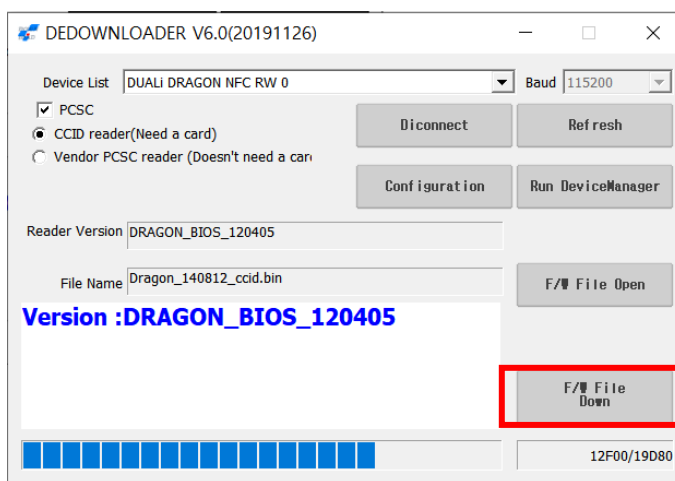 DEDOWNLOADER V6.0(20191126)
Device List DUALi DRAGON NFC RW 0 Baud 115200
PCSC
CCID reader(Need a card)
Vendor PCSC reader (Doesn't need a car
Diconnect Refresh
Configuration Run DeviceManager
Reader Version DRAGON_BIOS_120405
File Name Dragon_140812_ccid.bin
F/W File Open
Version :DRAGON_BIOS_120405
F/W File
Down
12F00/19D80